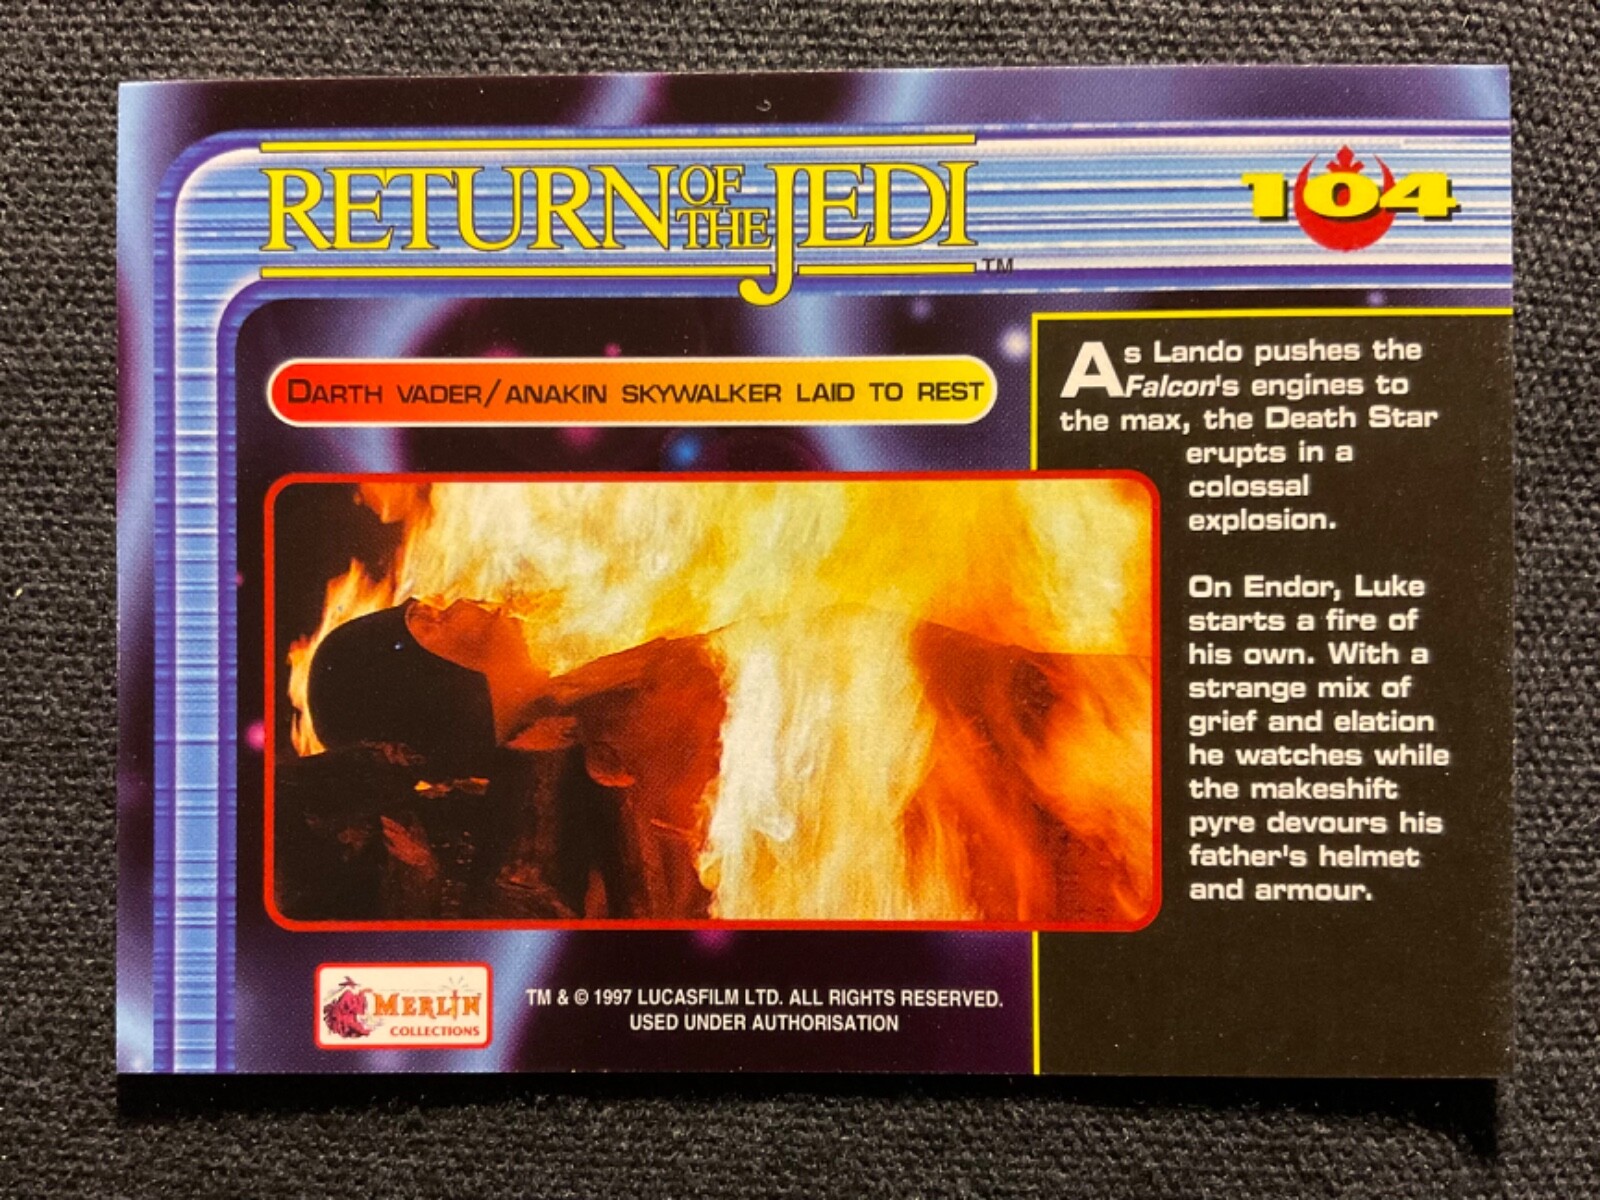 RETURN OF THE JEDI TM
104
DARTH VADER/ANAKIN SKYWALKER LAID TO REST
As Lando pushes the
Falcon's engines to
the max, the Death Star
erupts in a
colossal
explosion.
On Endor, Luke
starts a fire of
his own. With a
strange mix of
grief and elation
he watches while
the makeshift
pyre devours his
father's helmet
and armour.
MERLIN
COLLECTIONS
TM & © 1997 LUCASFILM LTD. ALL RIGHTS RESERVED.
USED UNDER AUTHORISATION